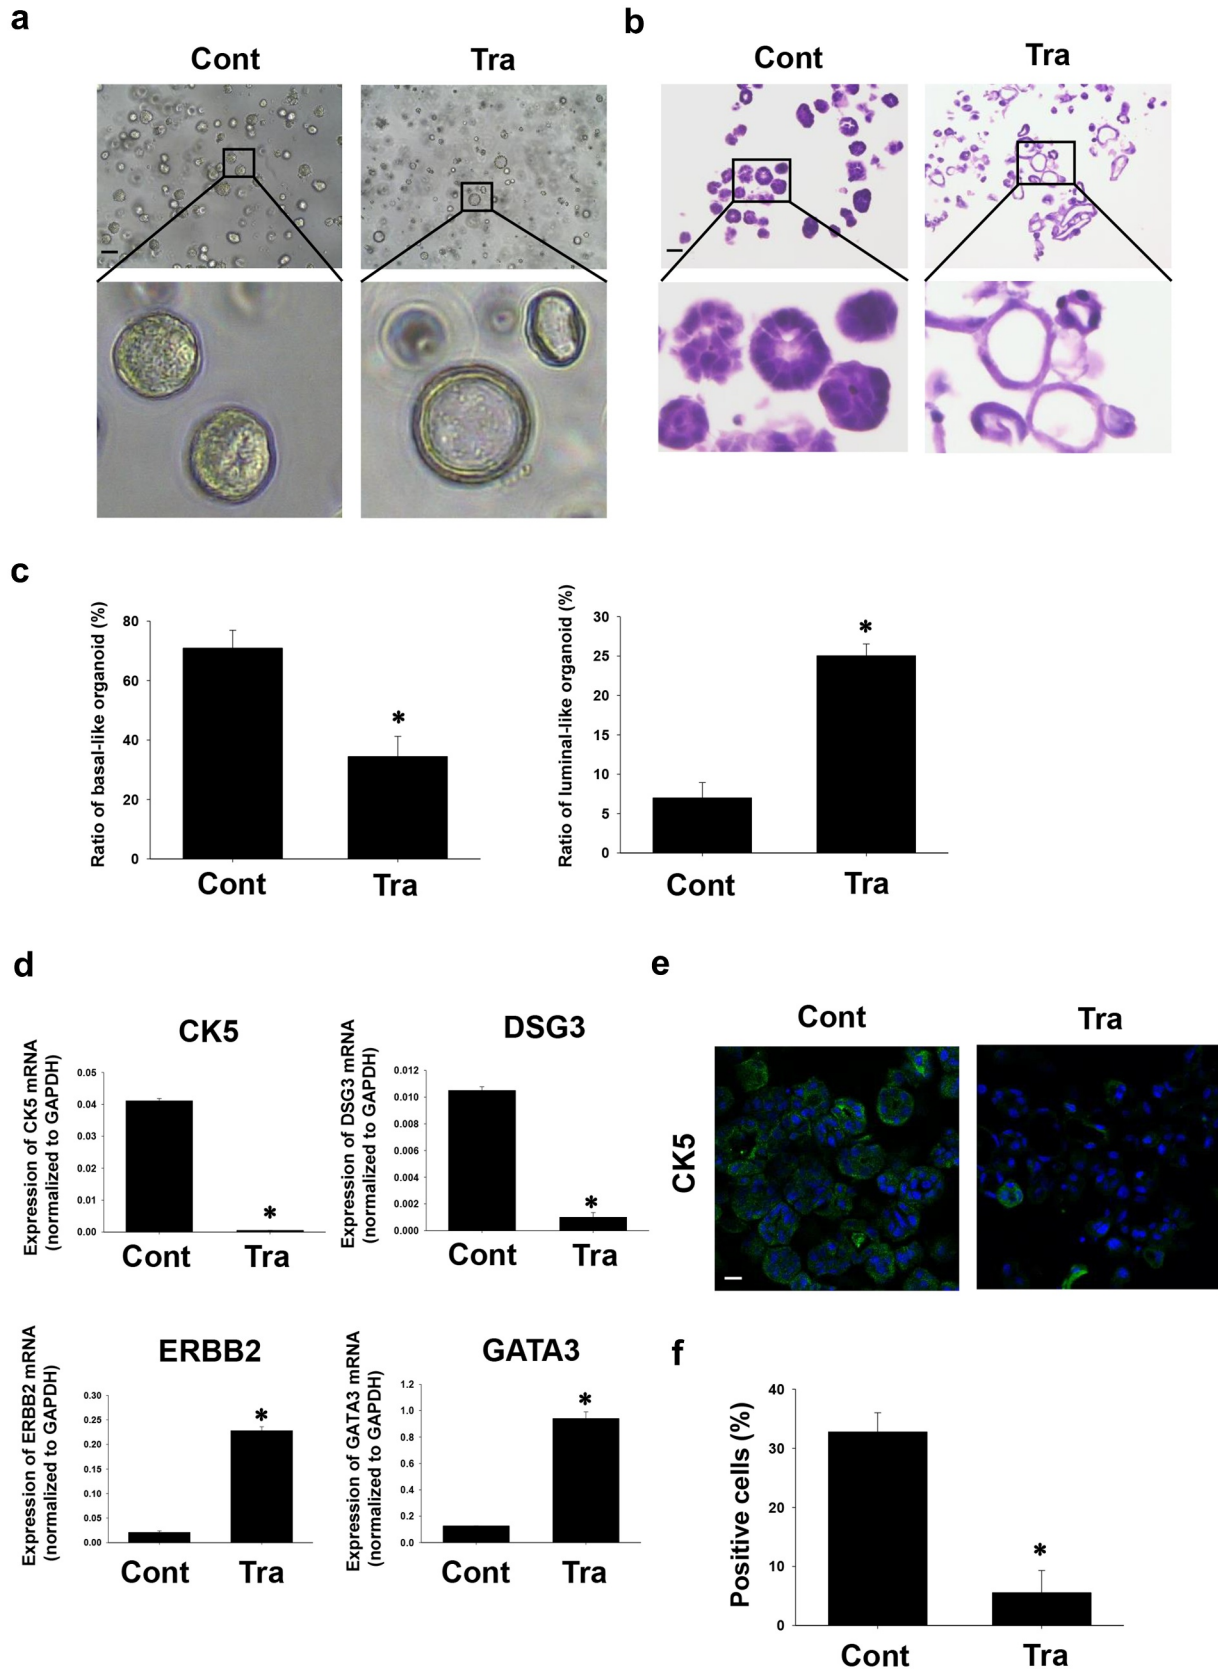 a
Cont
Tra
b
Cont
Tra
c
Ratio of basal-like organoid (%)
80
60
40
20
0
Cont
Tra
*
Ratio of luminal-like organoid (%)
30
25
20
15
10
5
0
Cont
Tra
*
d
CK5
Expression of CK5 mRNA
(normalized to GAPDH)
0.05
0.04
0.03
0.02
0.01
0.00
*
Cont
Tra
DSG3
Expression of DSG3 mRNA
(normalized to GAPDH)
0.012
0.010
0.008
0.006
0.004
0.002
0.000
*
Cont
Tra
ERBB2
Expression of ERBB2 mRNA
(normalized to GAPDH)
0.30
0.25
0.20
0.15
0.10
0.05
0.00
*
Cont
Tra
GATA3
Expression of GATA3 mRNA
(normalized to GAPDH)
1.2
1.0
0.8
0.6
0.4
0.2
0.0
*
Cont
Tra
e
Cont
Tra
CK5
f
Positive cells (%)
40
30
20
10
0
*
Cont
Tra